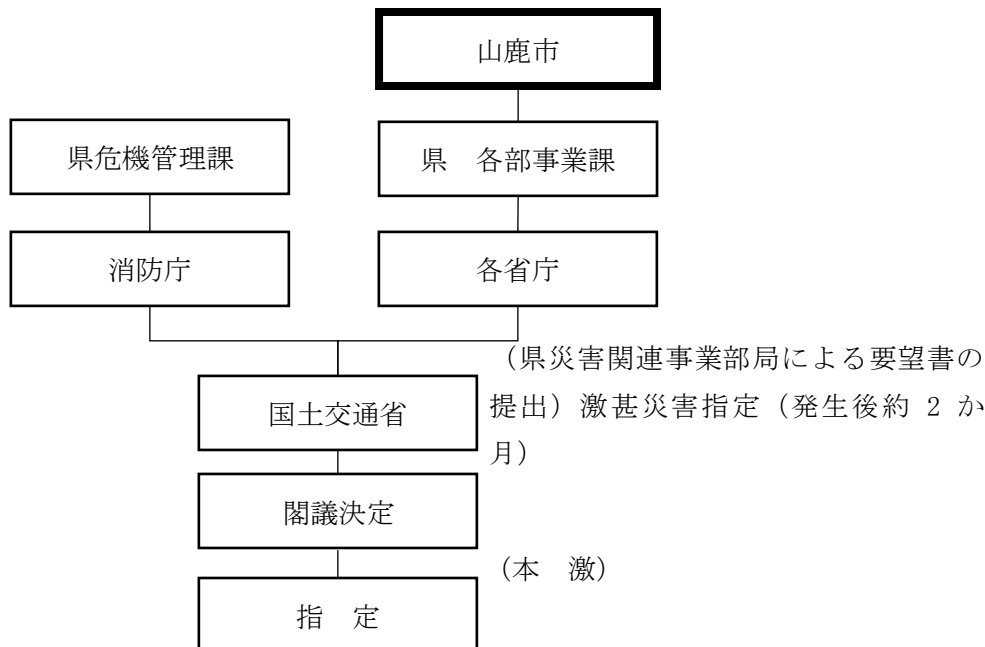 山鹿市
県危機管理課
県　各部事業課
消防庁
各省庁
（県災害関連事業部局による要望書の
提出）激甚災害指定（発生後約 2 か
月）
国土交通省
閣議決定
（本　激）
指　定